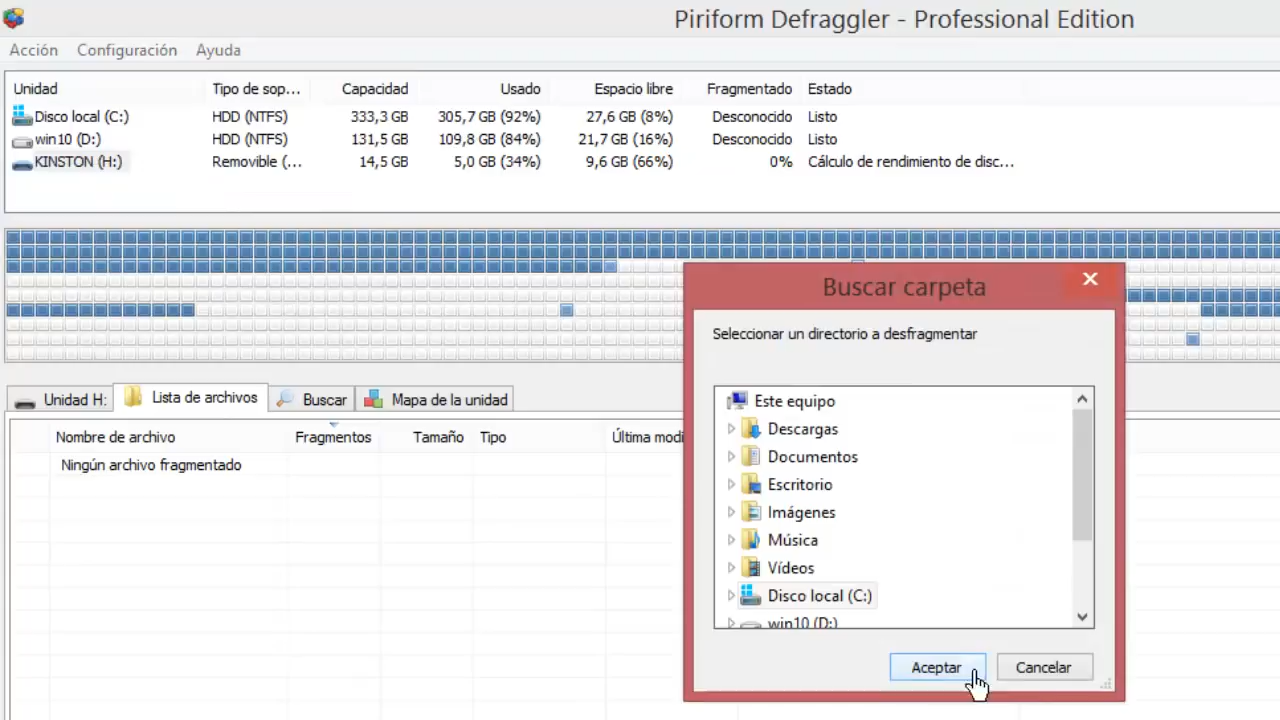 Piriform Defraggler - Professional Edition
Acción Configuración Ayuda
Unidad Tipo de sop... Capacidad Usado Espacio libre Fragmentado Estado
Disco local (C:) HDD (NTFS) 333,3 GB 305,7 GB (92%) 27,6 GB (8%) Desconocido Listo
win10 (D:) HDD (NTFS) 131,5 GB 109,8 GB (84%) 21,7 GB (16%) Desconocido Listo
KINSTON (H:) Removible (... 14,5 GB 5,0 GB (34%) 9,6 GB (66%) 0% Cálculo de rendimiento de disc...
Unidad H: Lista de archivos Buscar Mapa de la unidad
Nombre de archivo Fragmentos Tamaño Tipo Última modi
Ningún archivo fragmentado
Buscar carpeta
Seleccionar un directorio a desfragmentar
Este equipo
Descargas
Documentos
Escritorio
Imágenes
Música
Vídeos
Disco local (C:)
win10 (D:)
Aceptar Cancelar